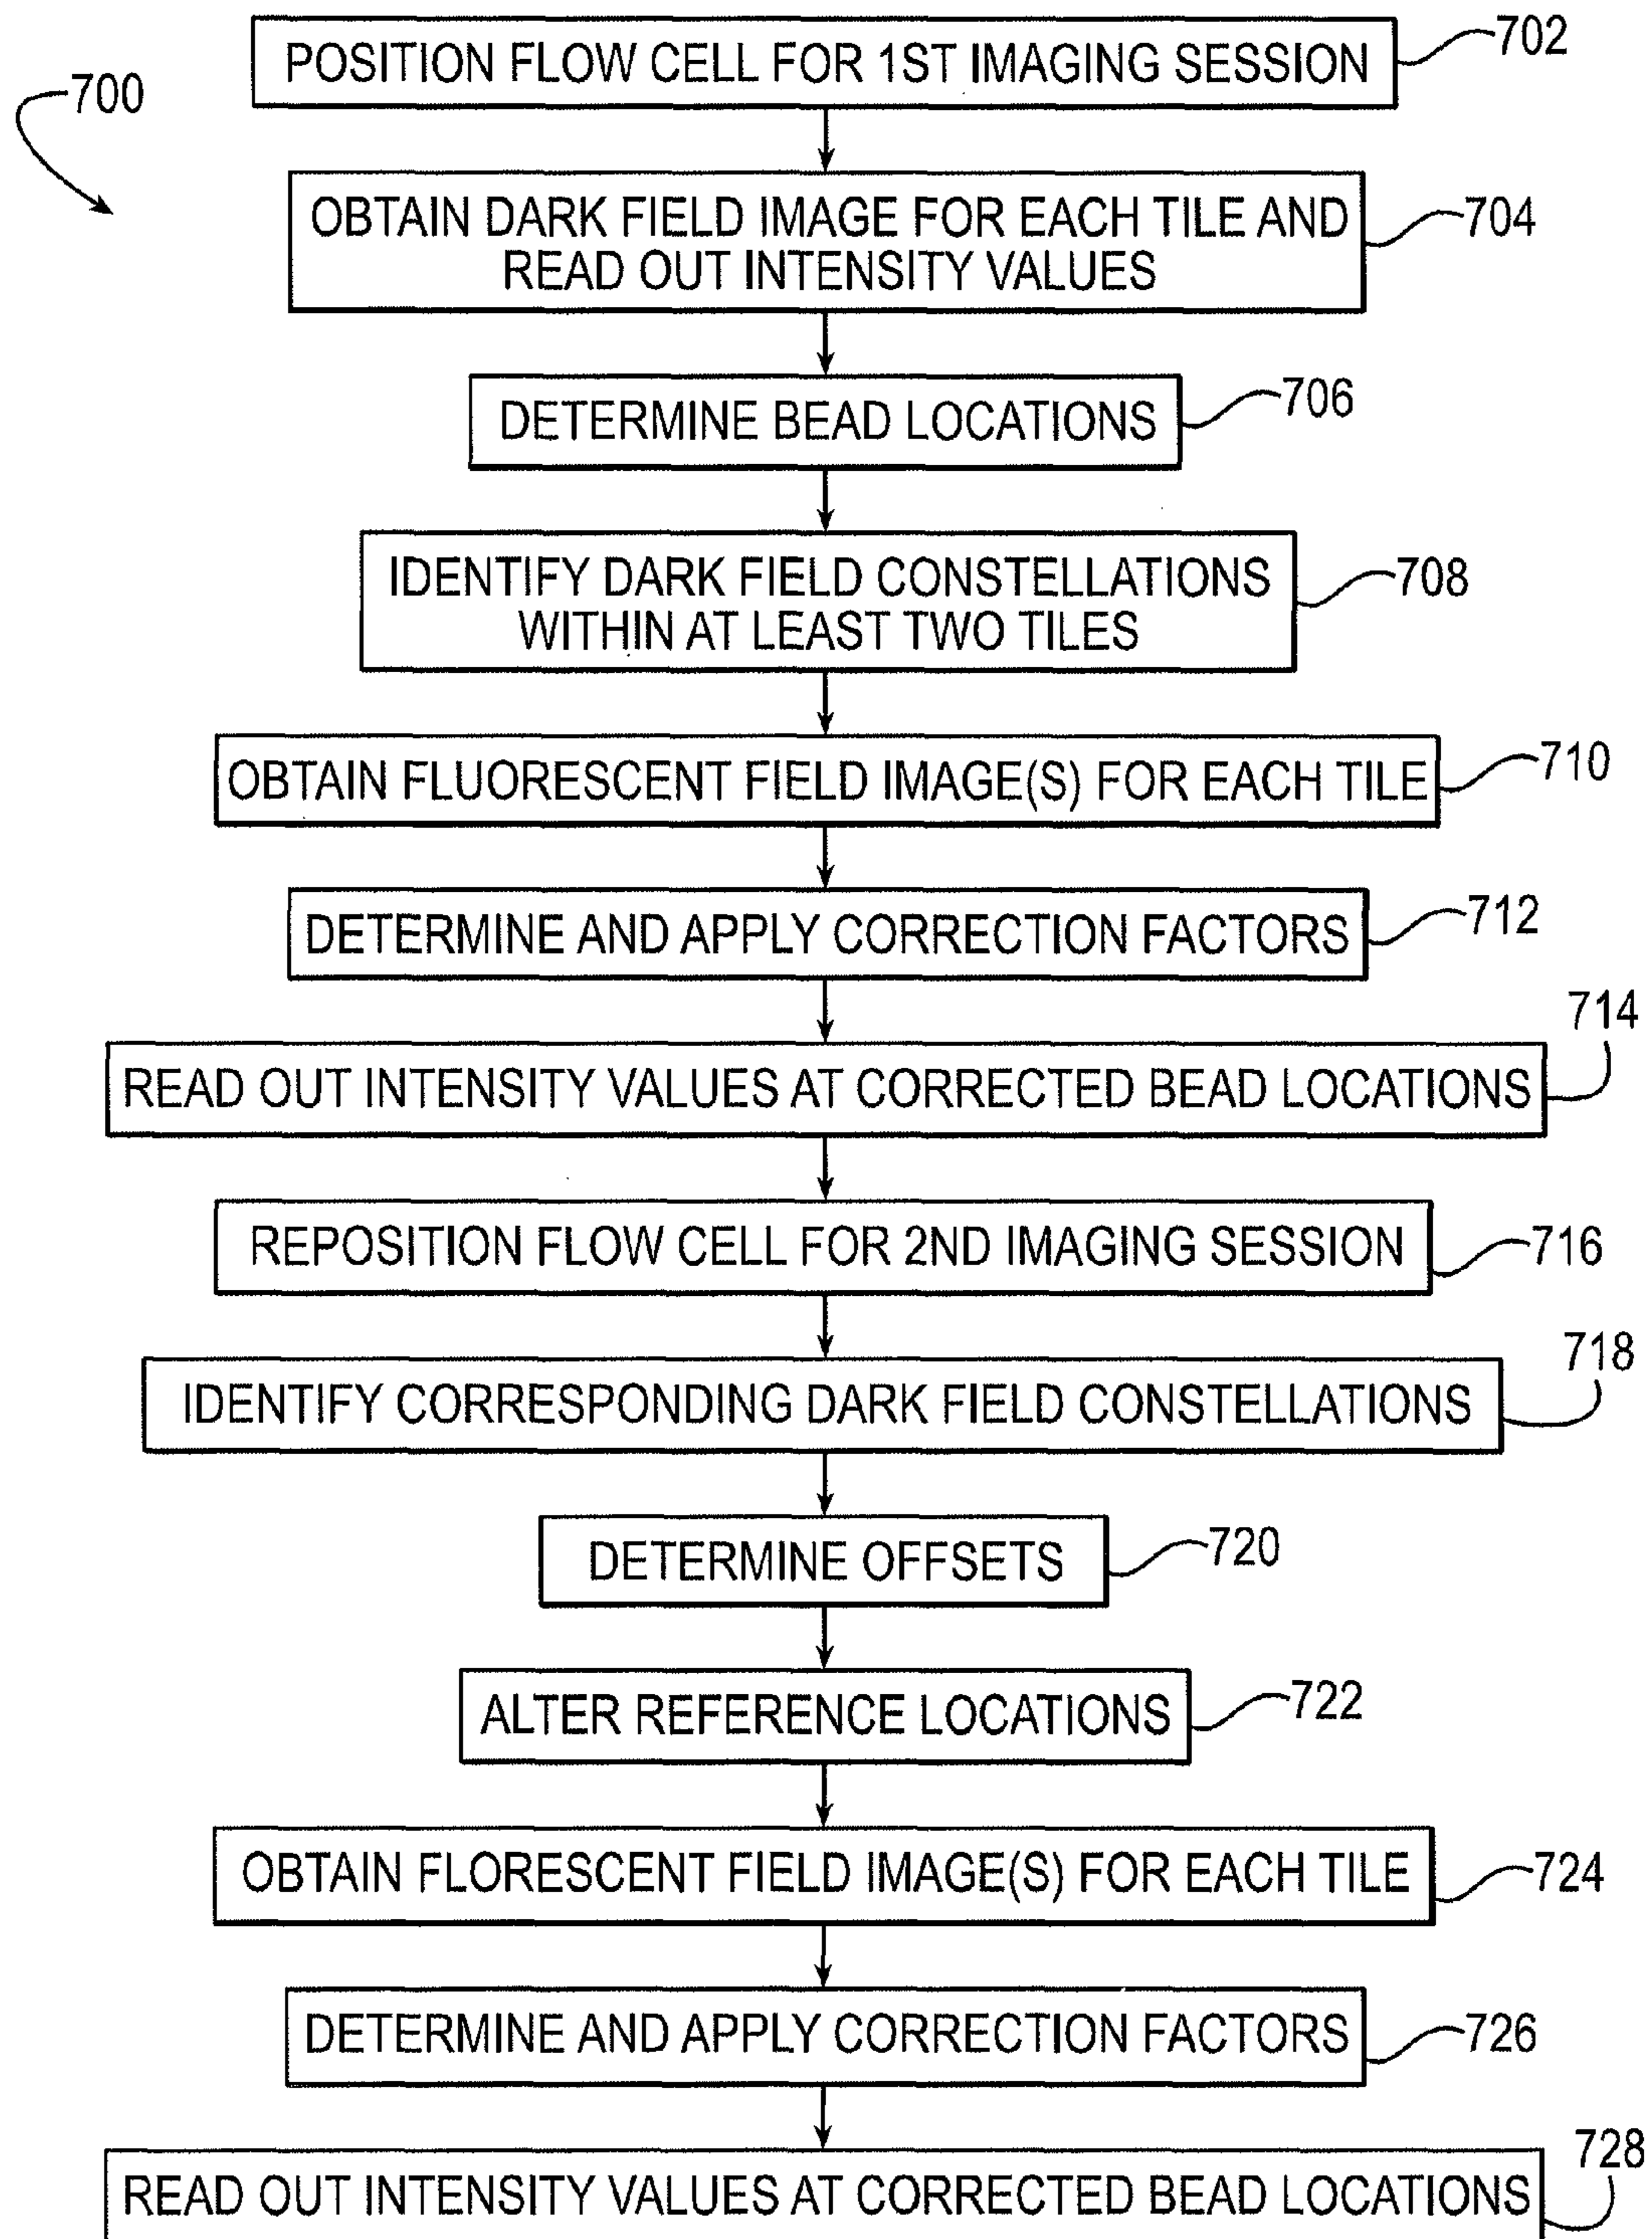 700
POSITION FLOW CELL FOR 1ST IMAGING SESSION
702
OBTAIN DARK FIELD IMAGE FOR EACH TILE AND
READ OUT INTENSITY VALUES
704
DETERMINE BEAD LOCATIONS
706
IDENTIFY DARK FIELD CONSTELLATIONS
WITHIN AT LEAST TWO TILES
708
OBTAIN FLUORESCENT FIELD IMAGE(S) FOR EACH TILE
710
DETERMINE AND APPLY CORRECTION FACTORS
712
READ OUT INTENSITY VALUES AT CORRECTED BEAD LOCATIONS
714
REPOSITION FLOW CELL FOR 2ND IMAGING SESSION
716
IDENTIFY CORRESPONDING DARK FIELD CONSTELLATIONS
718
DETERMINE OFFSETS
720
ALTER REFERENCE LOCATIONS
722
OBTAIN FLORESCENT FIELD IMAGE(S) FOR EACH TILE
724
DETERMINE AND APPLY CORRECTION FACTORS
726
READ OUT INTENSITY VALUES AT CORRECTED BEAD LOCATIONS
728